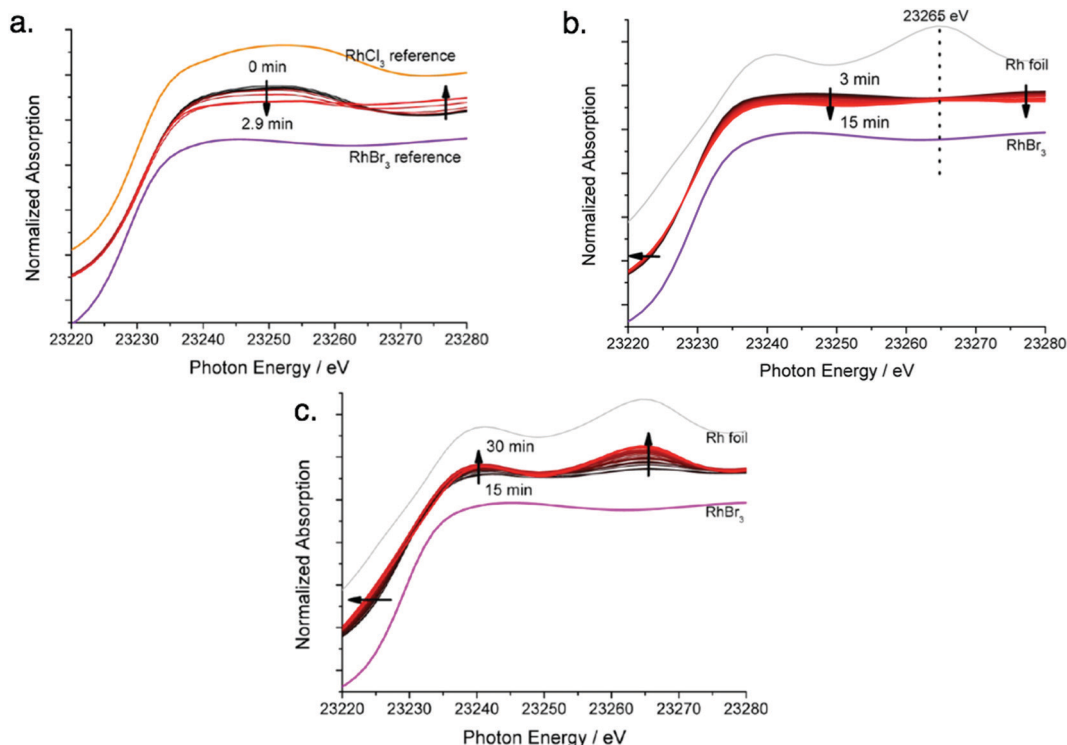 a.
RhCl₃ reference
0 min
2.9 min
RhBr₃ reference
Normalized Absorption
23220 23230 23240 23250 23260 23270 23280
Photon Energy / eV
b.
23265 eV
Rh foil
3 min
15 min
RhBr₃
Normalized Absorption
23220 23230 23240 23250 23260 23270 23280
Photon Energy / eV
c.
Rh foil
30 min
15 min
RhBr₃
Normalized Absorption
23220 23230 23240 23250 23260 23270 23280
Photon Energy / eV